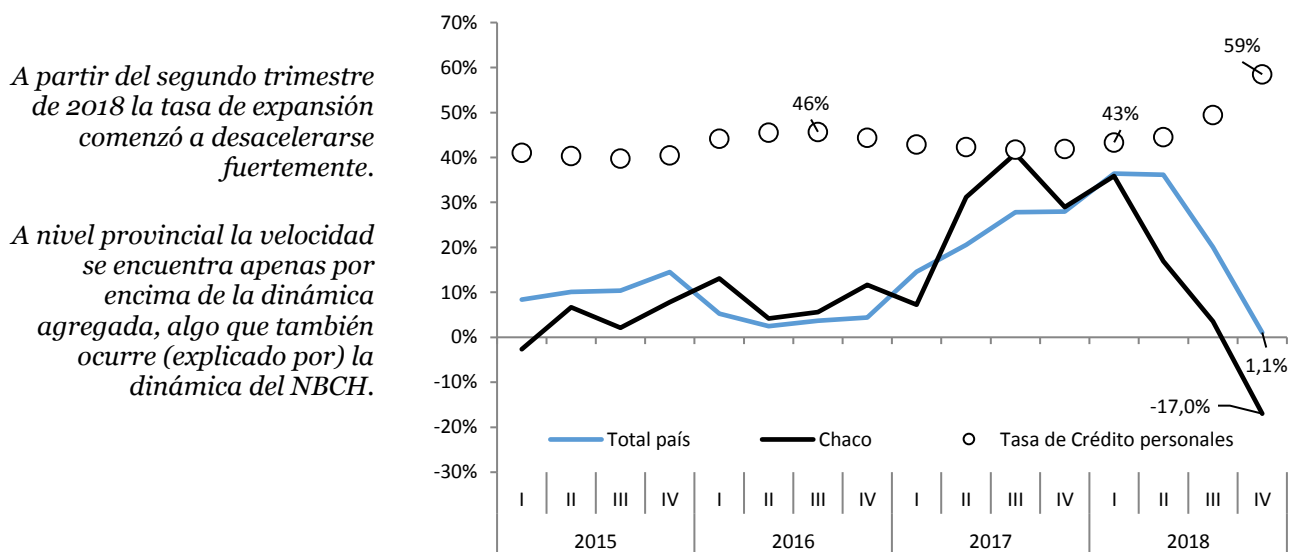 A partir del segundo trimestre
de 2018 la tasa de expansión
comenzó a desacelerarse
fuertemente.
A nivel provincial la velocidad
se encuentra apenas por
encima de la dinámica
agregada, algo que también
ocurre (explicado por) la
dinámica del NBCH.
70%
60%
50%
40%
30%
20%
10%
0%
-10%
-20%
-30%
46%
43%
59%
1,1%
-17,0%
Total país Chaco Tasa de Crédito personales
I II III IV I II III IV I II III IV I II III IV
2015 2016 2017 2018